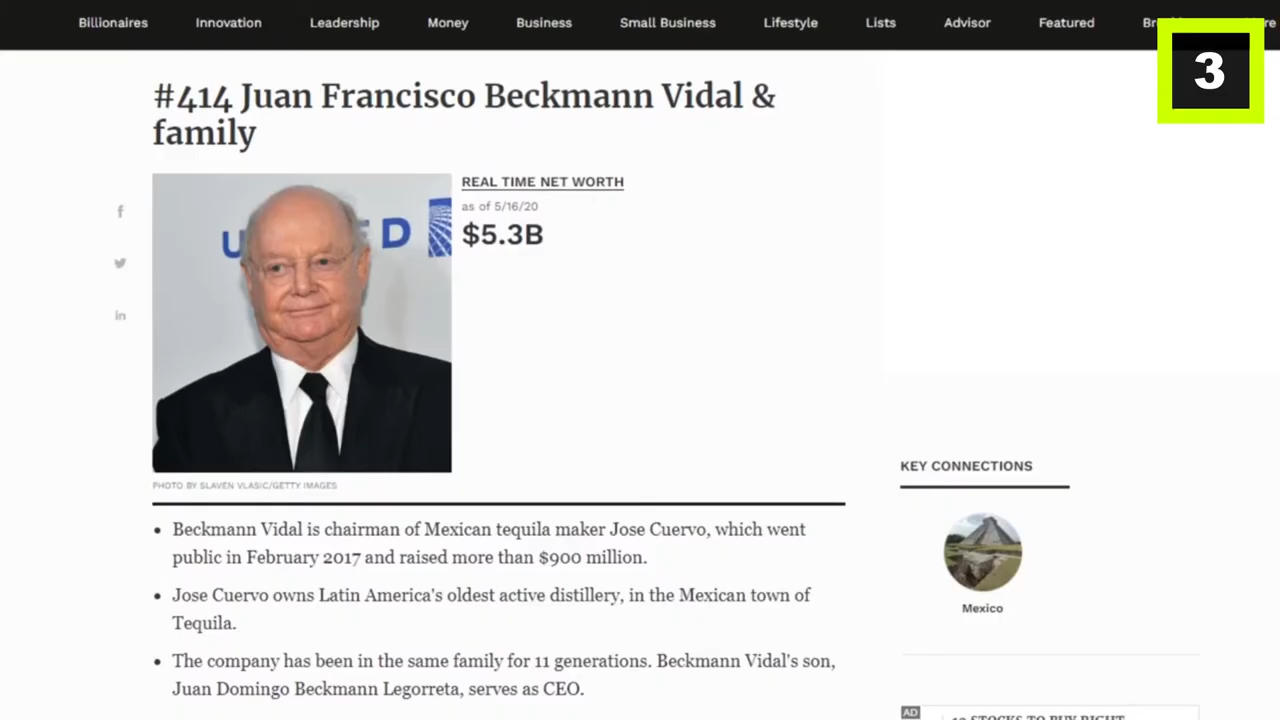 Billionaires Innovation Leadership Money Business Small Business Lifestyle Lists Advisor Featured
3
#414 Juan Francisco Beckmann Vidal &
family
REAL TIME NET WORTH
as of 5/16/20
$5.3B
f
in
PHOTO BY SLAVEN VLASIC/GETTY IMAGES
• Beckmann Vidal is chairman of Mexican tequila maker Jose Cuervo, which went
public in February 2017 and raised more than $900 million.
• Jose Cuervo owns Latin America's oldest active distillery, in the Mexican town of
Tequila.
• The company has been in the same family for 11 generations. Beckmann Vidal's son,
Juan Domingo Beckmann Legorreta, serves as CEO.
KEY CONNECTIONS
Mexico
AD
STOCKS TO BUY RIGHT